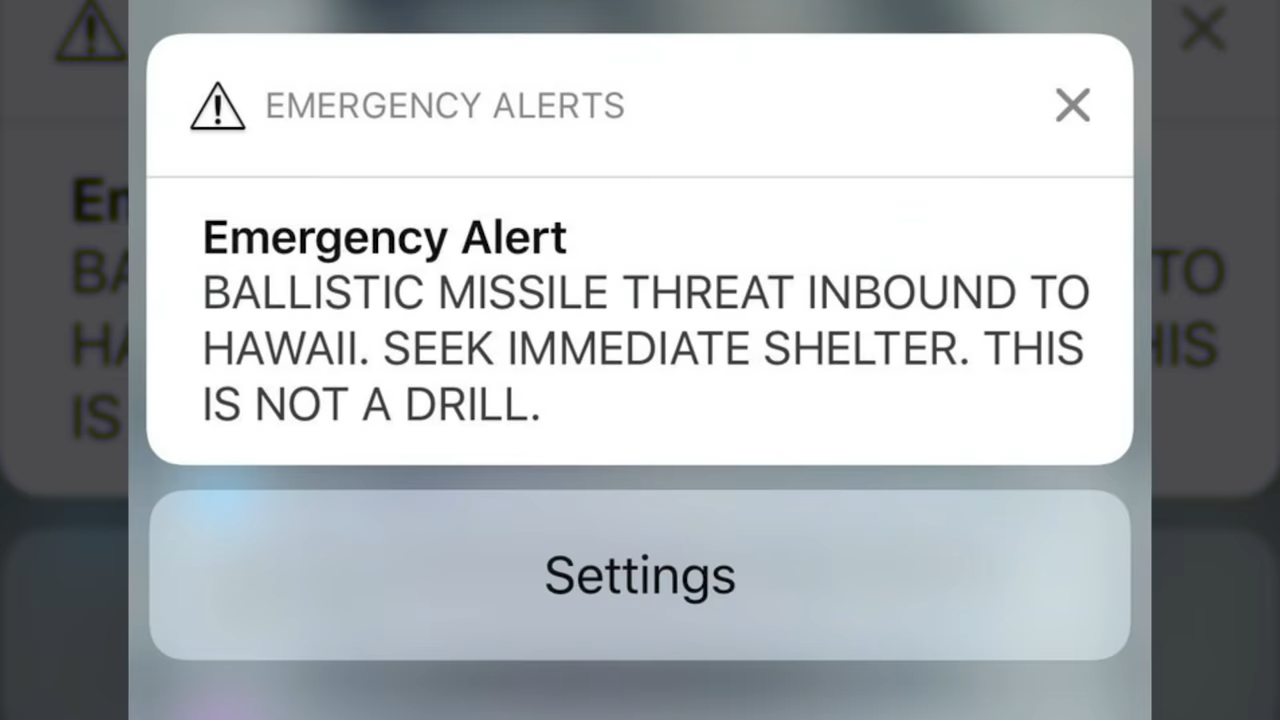 EMERGENCY ALERTS
Emergency Alert
BALLISTIC MISSILE THREAT INBOUND TO
HAWAII. SEEK IMMEDIATE SHELTER. THIS
IS NOT A DRILL.
Settings